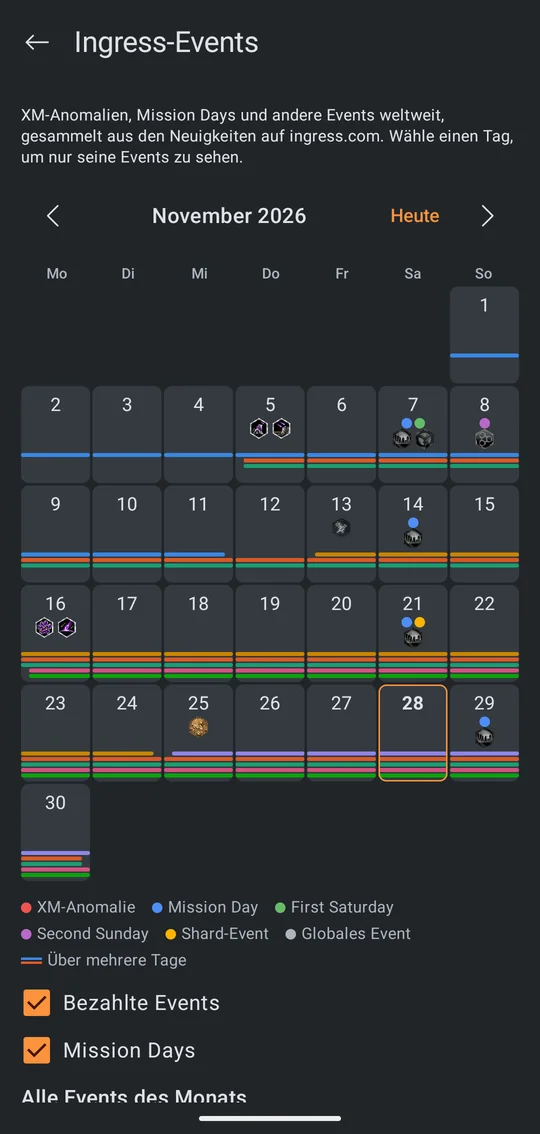 Ingress-Events
XM-Anomalien, Mission Days und andere Events weltweit,
gesammelt aus den Neuigkeiten auf ingress.com. Wähle einen Tag,
um nur seine Events zu sehen.
November 2026 Heute
Mo Di Mi Do Fr Sa So
1
2 3 4 5 6 7 8
9 10 11 12 13 14 15
16 17 18 19 20 21 22
23 24 25 26 27 28 29
30
XM-Anomalie Mission Day First Saturday
Second Sunday Shard-Event Globales Event
Über mehrere Tage
Bezahlte Events
Mission Days
Alle Events des Monats